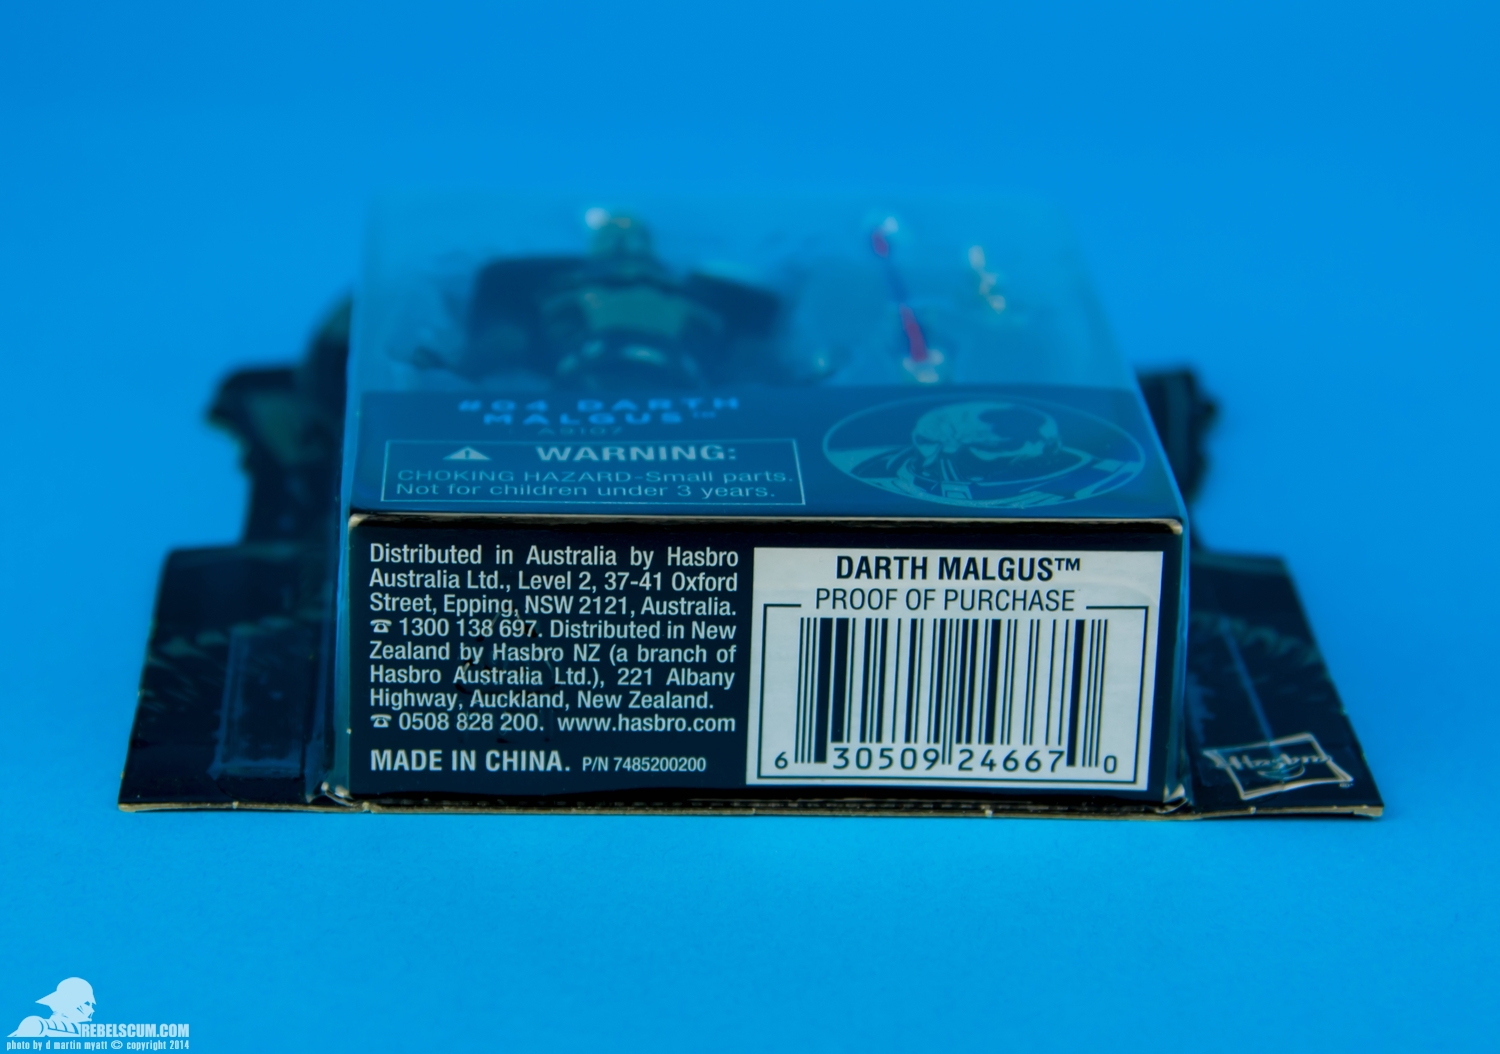 #04 DARTH
MALGUS™
A9107
⚠ WARNING:
CHOKING HAZARD-Small parts.
Not for children under 3 years.
Distributed in Australia by Hasbro
Australia Ltd., Level 2, 37-41 Oxford
Street, Epping, NSW 2121, Australia.
☎ 1300 138 697. Distributed in New
Zealand by Hasbro NZ (a branch of
Hasbro Australia Ltd.), 221 Albany
Highway, Auckland, New Zealand.
☎ 0508 828 200. www.hasbro.com
MADE IN CHINA. P/N 7485200200
DARTH MALGUS™
PROOF OF PURCHASE
6 30509 24667 0
Hasbro
REBELSCUM.COM
photo by d martin myatt © copyright 2014